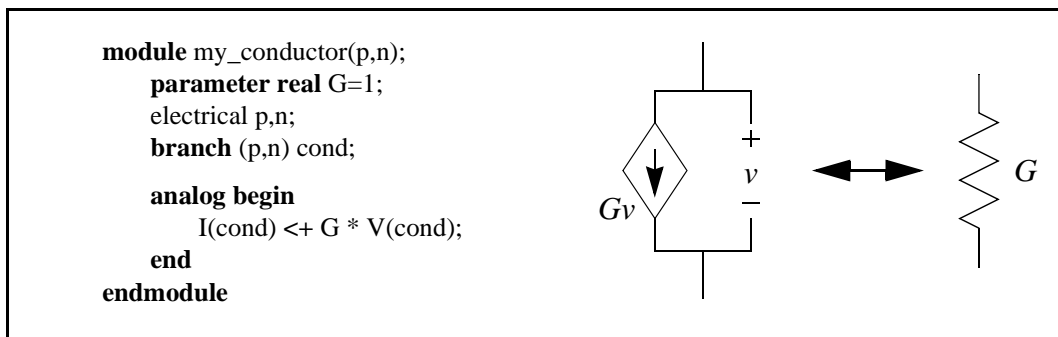 module my_conductor(p,n);
parameter real G=1;
electrical p,n;
branch (p,n) cond;
analog begin
I(cond) <+ G * V(cond);
end
endmodule
Gv
+
v
–
G